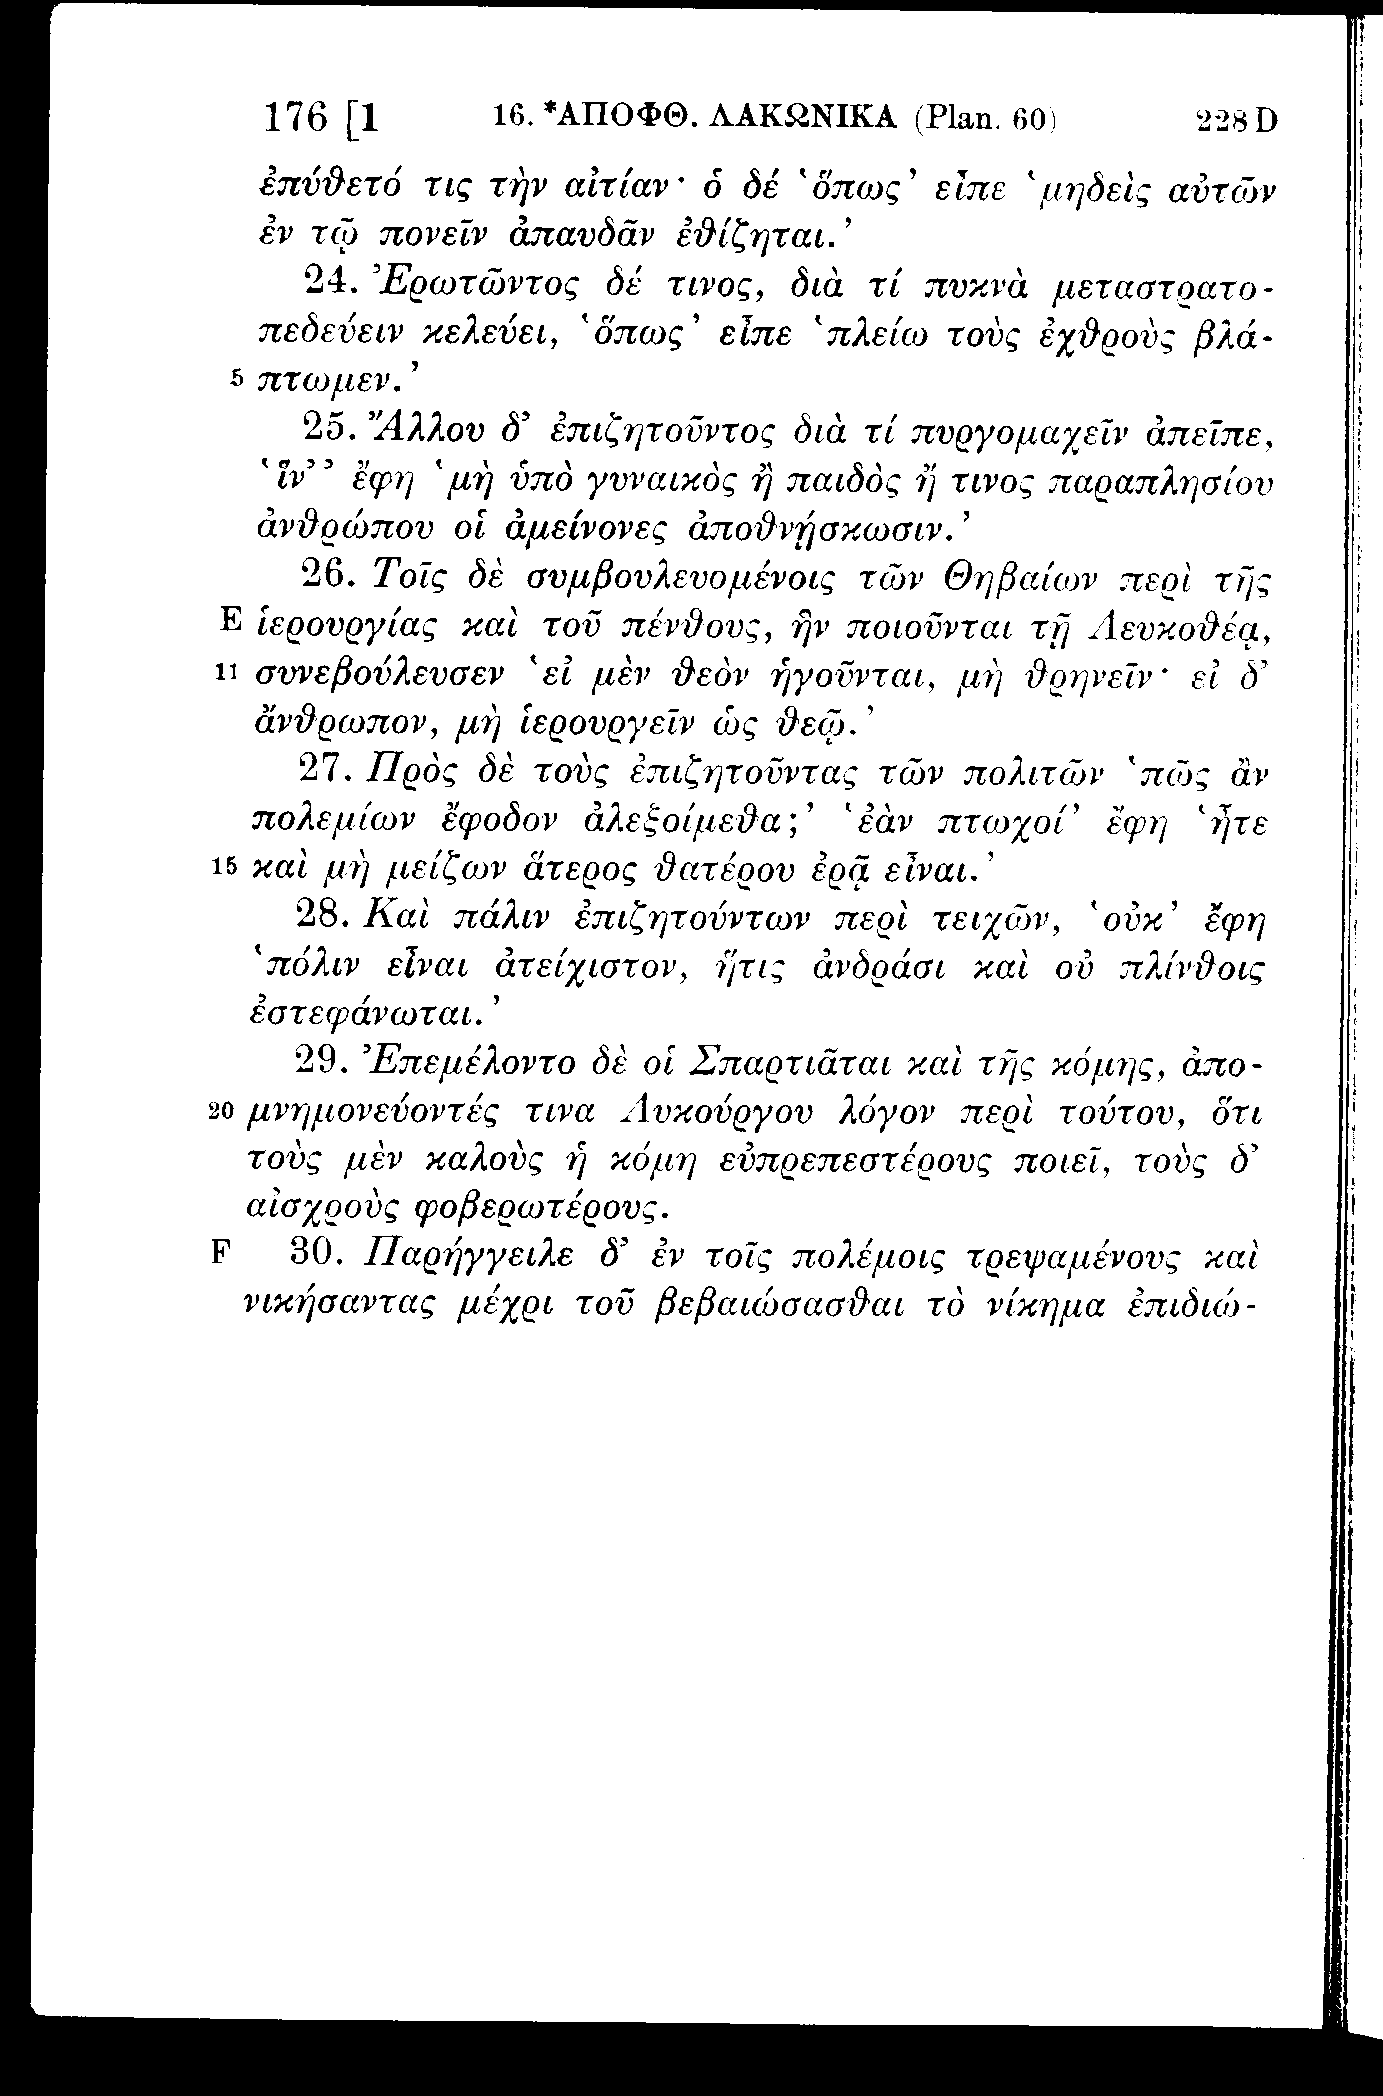 176 [1 16. *ΑΠΟΦΘ. ΛΑΚΩΝΙΚΑ (Plan. 60) 228 D
ἐπύϑετό τις τὴν αἰτίαν· ὁ δέ ‛ὅπως’ εἶπε ‛μηδεὶς αὐτῶν
ἐν τῷ πονεῖν ἀπαυδᾶν ἐϑίζηται.’
24. Ἐρωτῶντος δέ τινος, διὰ τί πυκνὰ μεταστρατο-
πεδεύειν κελεύει, ‛ὅπως’ εἶπε ‛πλείω τοὺς ἐχϑροὺς βλά-
5 πτωμεν.’
25. Ἄλλου δ’ ἐπιζητοῦντος διὰ τί πυργομαχεῖν ἀπεῖπε,
‛ἵν’’ ἔφη ‛μὴ ὑπὸ γυναικὸς ἢ παιδὸς ἤ τινος παραπλησίου
ἀνϑρώπου οἱ ἀμείνονες ἀποϑνῄσκωσιν.’
26. Τοῖς δὲ συμβουλευομένοις τῶν Θηβαίων περὶ τῆς
E ἱερουργίας καὶ τοῦ πένϑους, ἣν ποιοῦνται τῇ Λευκοϑέᾳ,
11 συνεβούλευσεν ‛εἰ μὲν ϑεὸν ἡγοῦνται, μὴ ϑρηνεῖν· εἰ δ’
ἄνϑρωπον, μὴ ἱερουργεῖν ὡς ϑεῷ.’
27. Πρὸς δὲ τοὺς ἐπιζητοῦντας τῶν πολιτῶν ‛πῶς ἂν
πολεμίων ἔφοδον ἀλεξοίμεϑα;’ ‛ἐὰν πτωχοί’ ἔφη ‛ἦτε
15 καὶ μὴ μείζων ἅτερος ϑατέρου ἐρᾷ εἶναι.’
28. Καὶ πάλιν ἐπιζητούντων περὶ τειχῶν, ‛οὐκ’ ἔφη
‛πόλιν εἶναι ἀτείχιστον, ἥτις ἀνδράσι καὶ οὐ πλίνϑοις
ἐστεφάνωται.’
29. Ἐπεμέλοντο δὲ οἱ Σπαρτιᾶται καὶ τῆς κόμης, ἀπο-
20 μνημονεύοντές τινα Λυκούργου λόγον περὶ τούτου, ὅτι
τοὺς μὲν καλοὺς ἡ κόμη εὐπρεπεστέρους ποιεῖ, τοὺς δ’
αἰσχροὺς φοβερωτέρους.
F 30. Παρήγγειλε δ’ ἐν τοῖς πολέμοις τρεψαμένους καὶ
νικήσαντας μέχρι τοῦ βεβαιώσασϑαι τὸ νίκημα ἐπιδιώ-